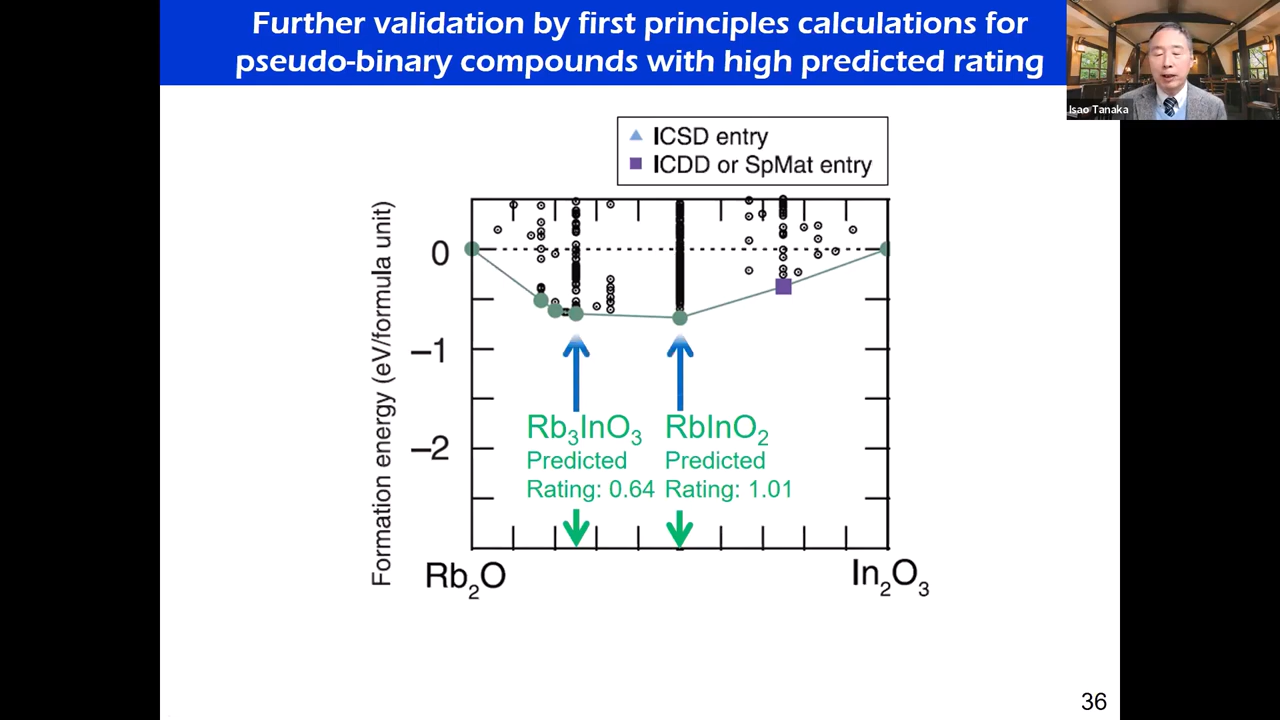 Further validation by first principles calculations for
pseudo-binary compounds with high predicted rating
Isao Tanaka
ICSD entry
ICDD or SpMat entry
Formation energy (eV/formula unit)
0
−1
−2
Rb₃InO₃
Predicted
Rating: 0.64
RbInO₂
Predicted
Rating: 1.01
Rb₂O
In₂O₃
36